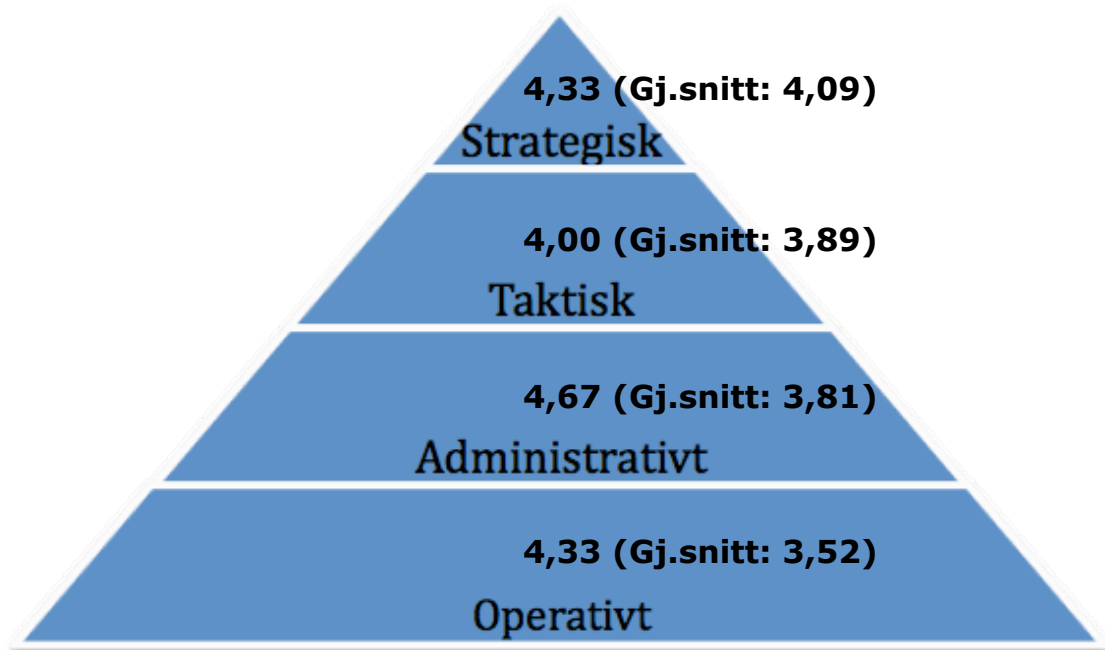 4,33 (Gj.snitt: 4,09)
Strategisk
4,00 (Gj.snitt: 3,89)
Taktisk
4,67 (Gj.snitt: 3,81)
Administrativt
4,33 (Gj.snitt: 3,52)
Operativt